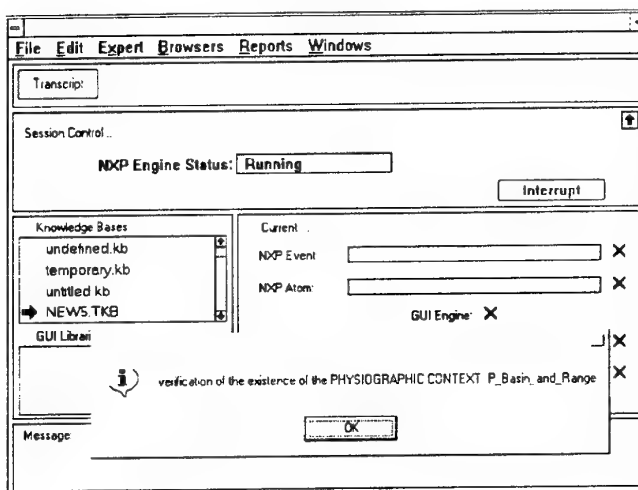 File Edit Expert Browsers Reports Windows
Transcript
Session Control ..
NXP Engine Status: Running
Interrupt
Knowledge Bases
undefined.kb
temporary.kb
untitled.kb
NEWS.TKB
GUI Librari
Current ..
NXP Event
NXP Atom:
GUI Engine:
verification of the existence of the PHYSIOGRAPHIC CONTEXT P_Basin_and_Range
OK
Message